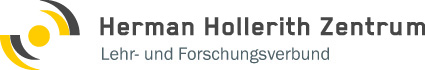 Herman Hollerith Zentrum
Lehr- und Forschungsverbund